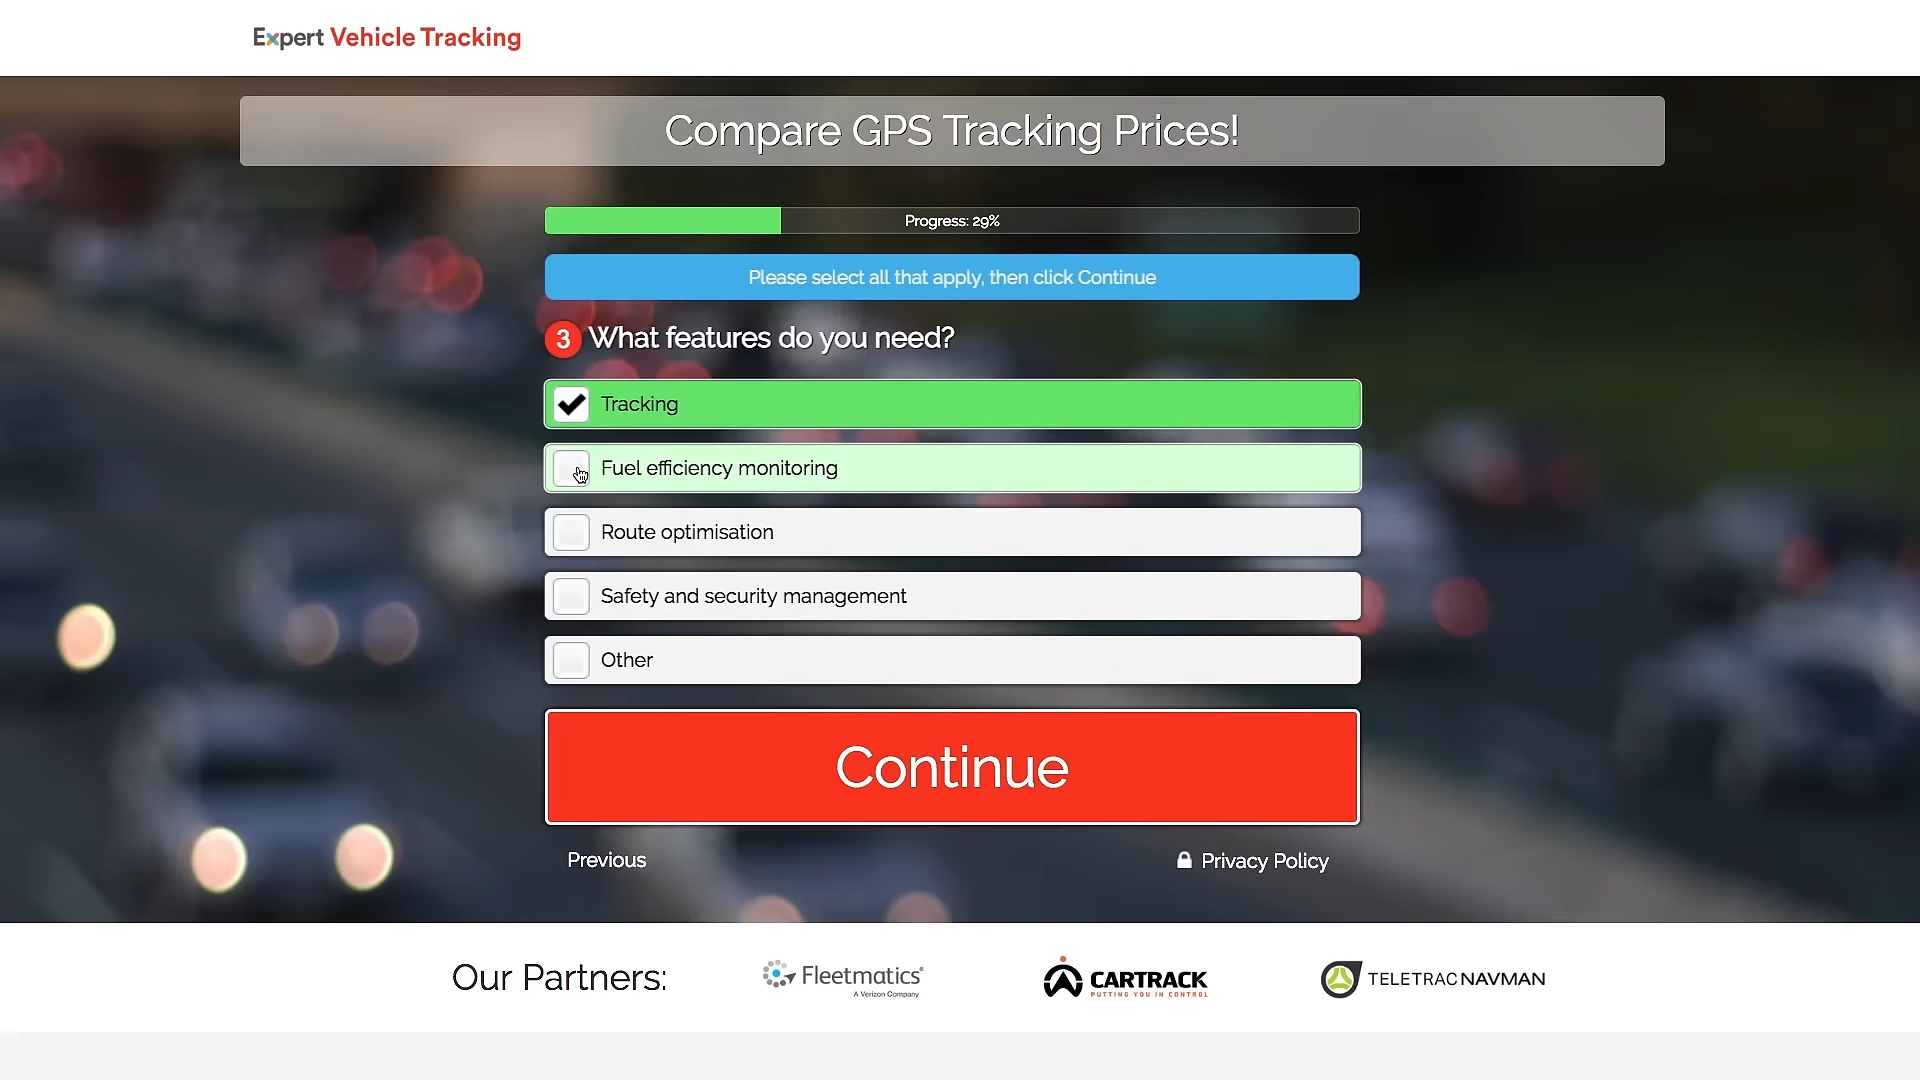 Expert Vehicle Tracking
Compare GPS Tracking Prices!
Progress: 29%
Please select all that apply, then click Continue
3 What features do you need?
Tracking
Fuel efficiency monitoring
Route optimisation
Safety and security management
Other
Continue
Previous
Privacy Policy
Our Partners:
Fleetmatics
A Verizon Company
CARTRACK
PUTTING YOU IN CONTROL
TELETRAC NAVMAN